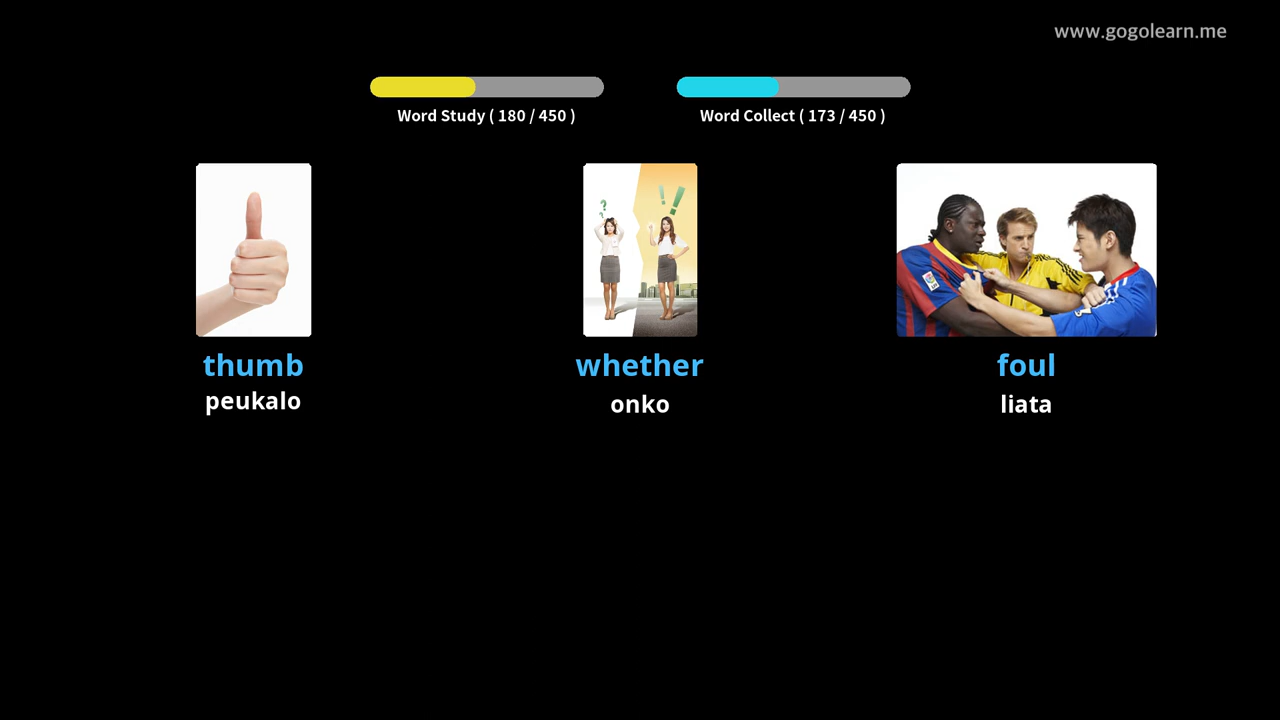 www.gogolearn.me
Word Study ( 180 / 450 )
Word Collect ( 173 / 450 )
thumb
peukalo
whether
onko
foul
liata